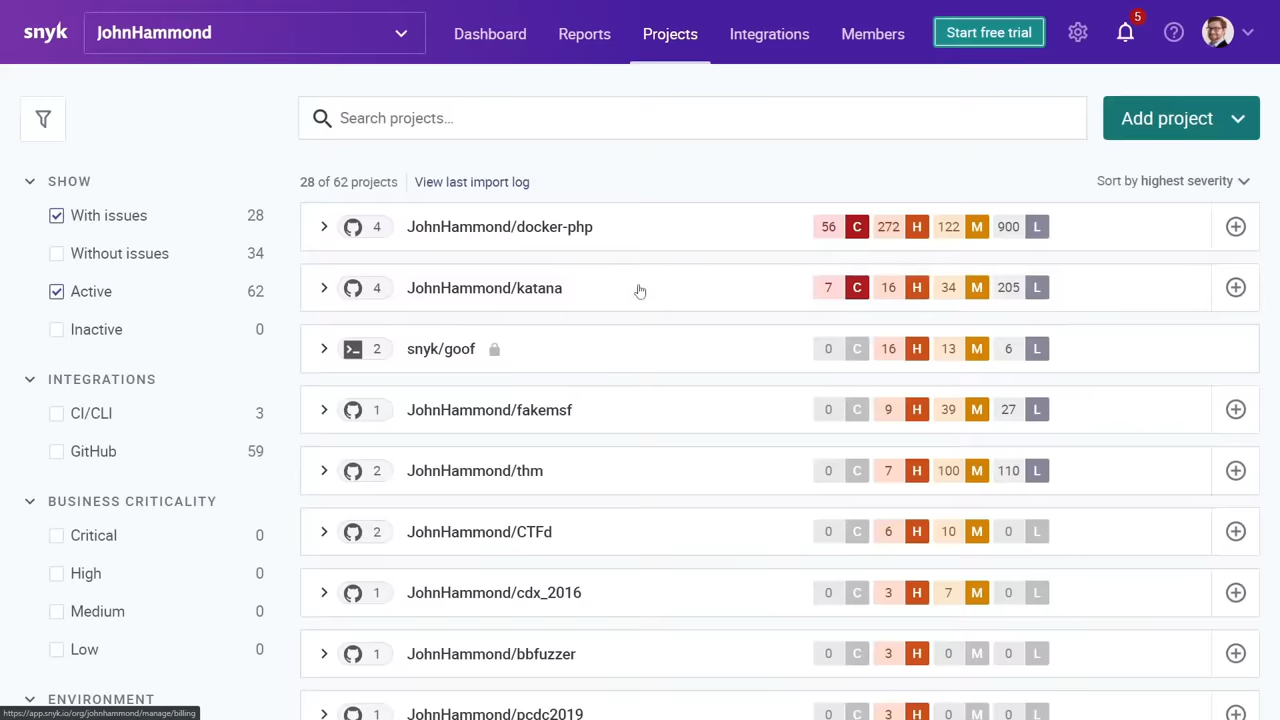 snyk JohnHammond Dashboard Reports Projects Integrations Members Start free trial 5
Search projects... Add project
SHOW 28 of 62 projects View last import log Sort by highest severity
With issues 28
Without issues 34
Active 62
Inactive 0
INTEGRATIONS
CI/CLI 3
GitHub 59
BUSINESS CRITICALITY
Critical 0
High 0
Medium 0
Low 0
ENVIRONMENT
4 JohnHammond/docker-php 56 C 272 H 122 M 900 L
4 JohnHammond/katana 7 C 16 H 34 M 205 L
2 snyk/goof 0 C 16 H 13 M 6 L
1 JohnHammond/fakemsf 0 C 9 H 39 M 27 L
2 JohnHammond/thm 0 C 7 H 100 M 110 L
2 JohnHammond/CTFd 0 C 6 H 10 M 0 L
1 JohnHammond/cdx_2016 0 C 3 H 7 M 0 L
1 JohnHammond/bbfuzzer 0 C 3 H 0 M 0 L
1 JohnHammond/pcdc2019 0 C 3 H 0 M 0 L
https://app.snyk.io/org/johnhammond/manage/billing